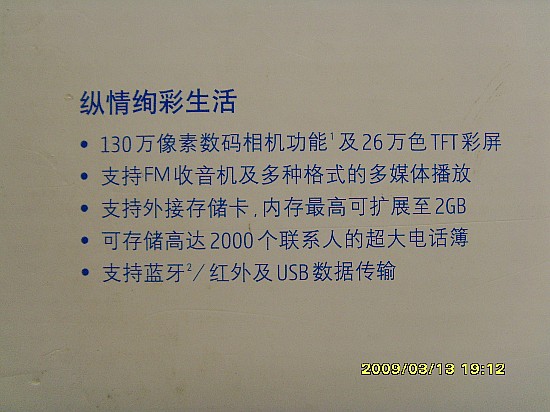 纵情绚彩生活
• 130万像素数码相机功能¹及26万色TFT彩屏
• 支持FM收音机及多种格式的多媒体播放
• 支持外接存储卡,内存最高可扩展至2GB
• 可存储高达2000个联系人的超大电话簿
• 支持蓝牙²/红外及USB数据传输
2009/03/13 19:12